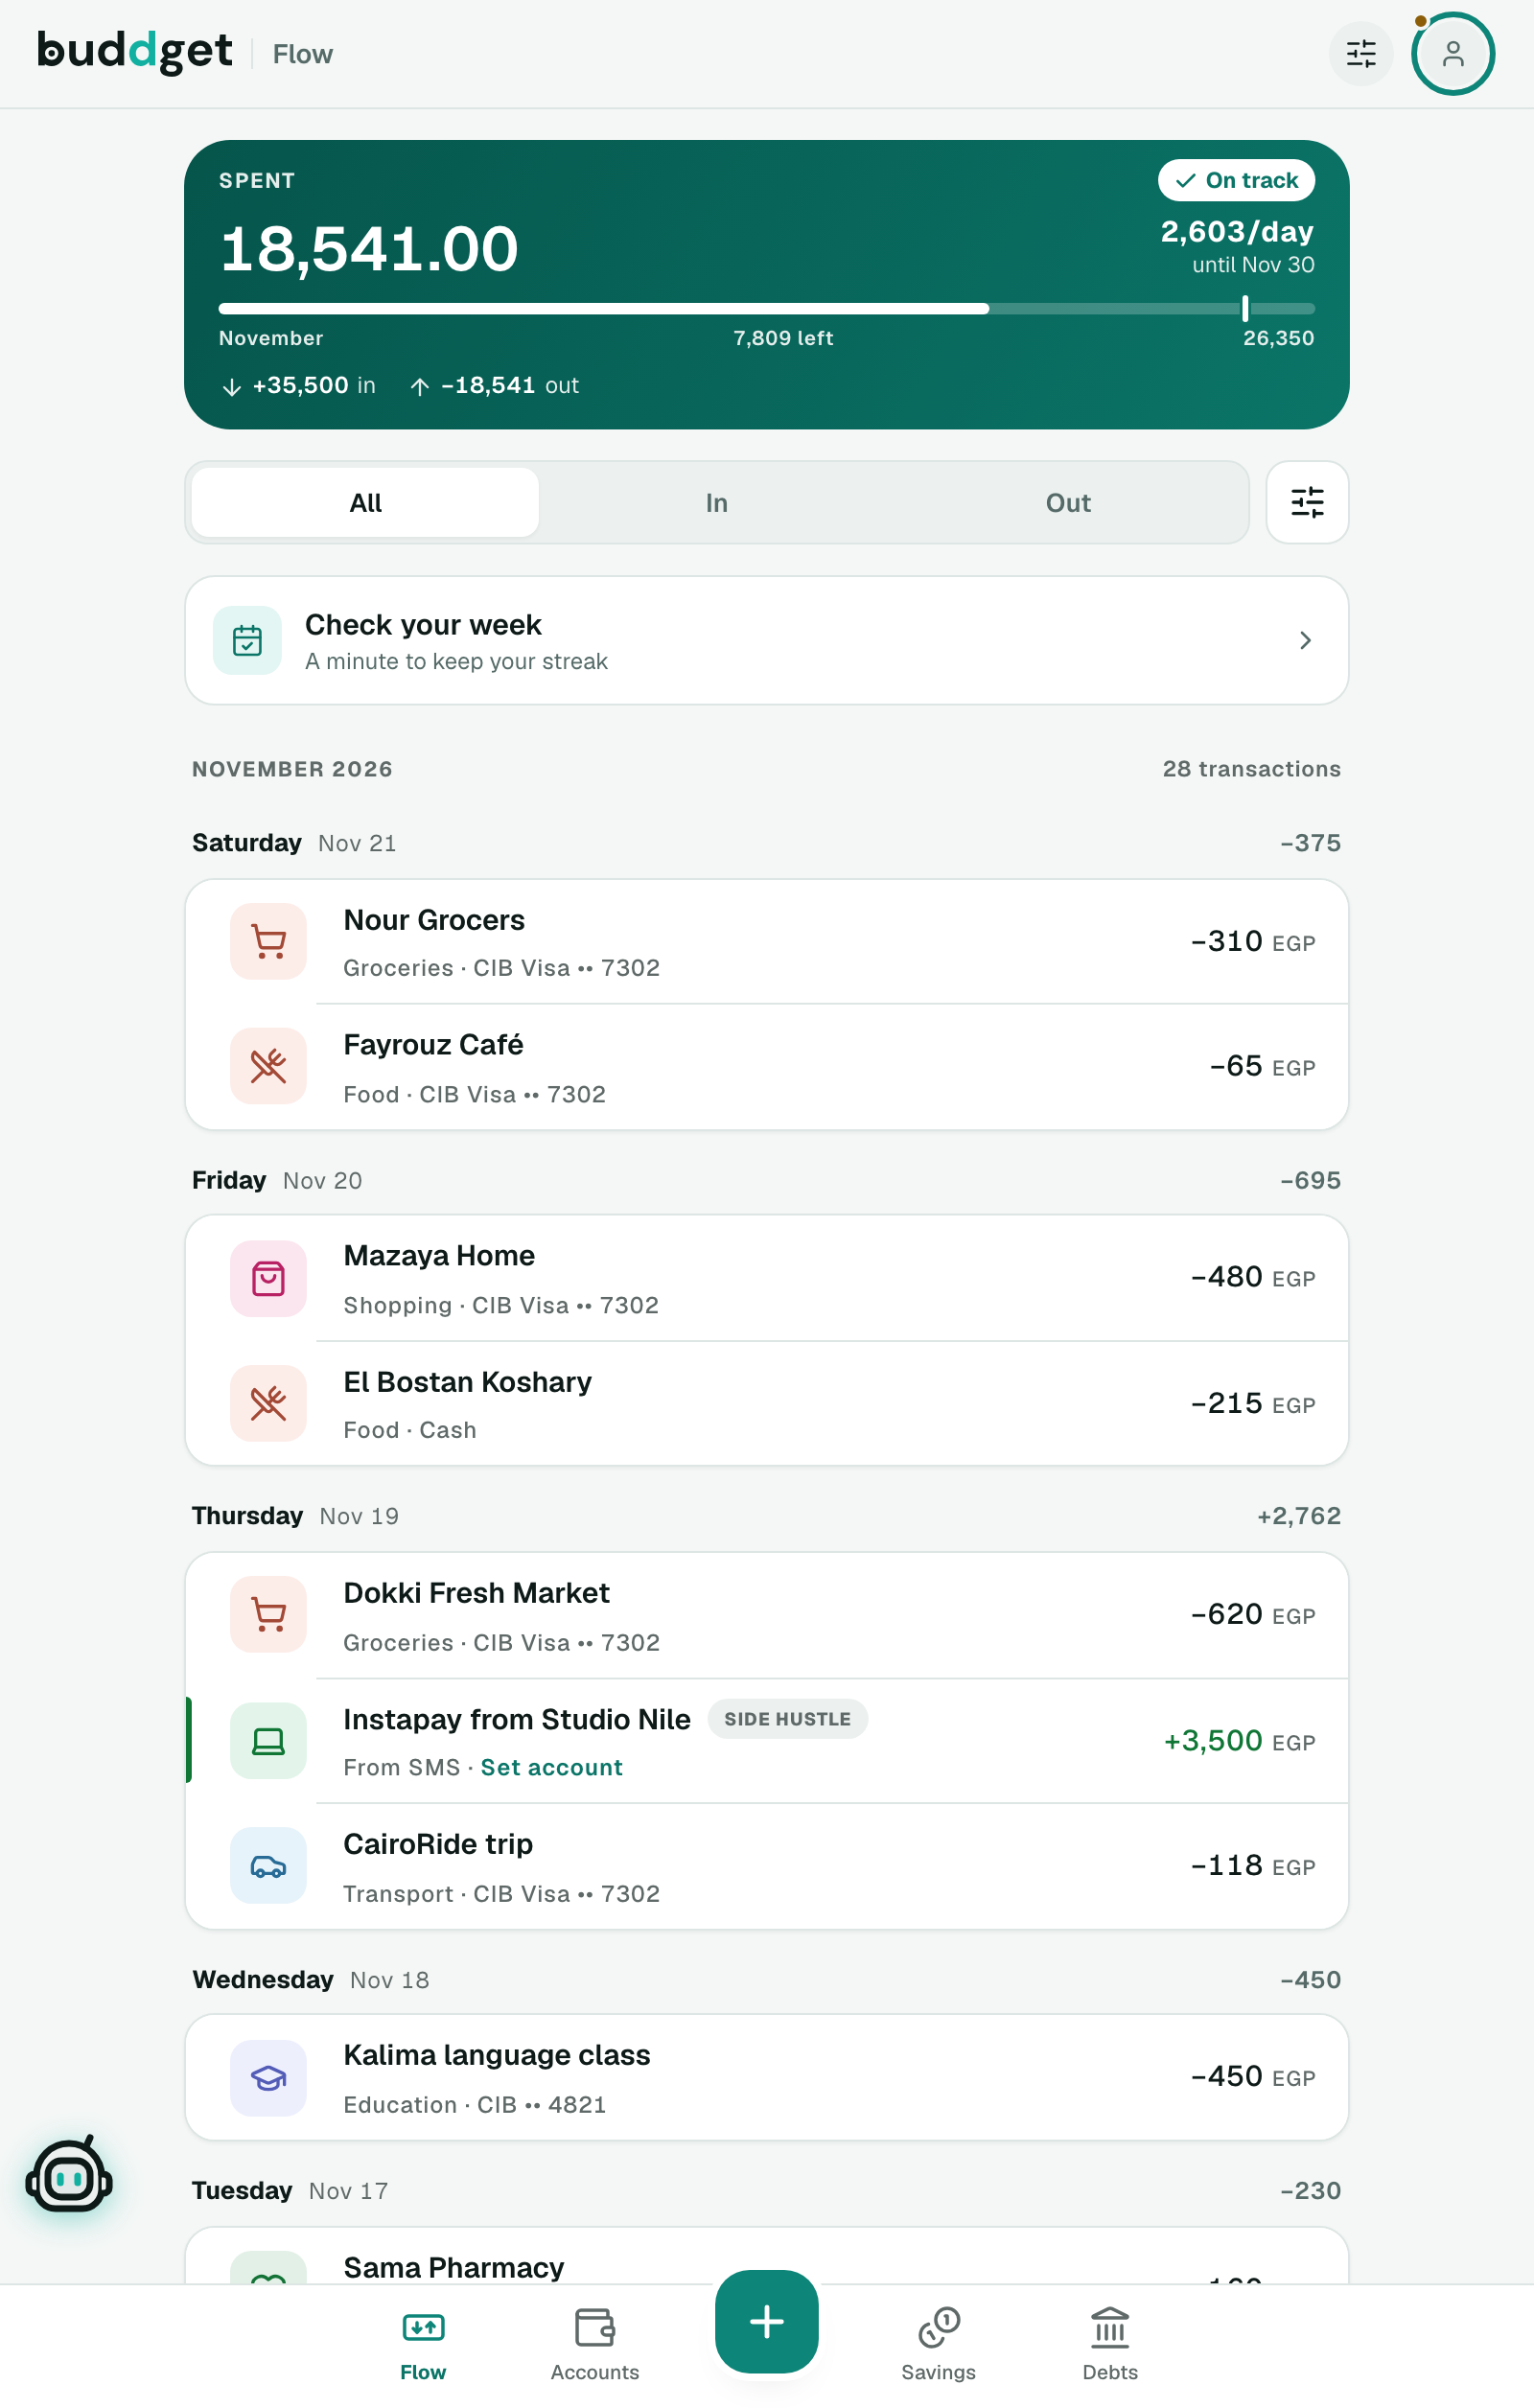 buddget
Flow
SPENT
On track
18,541.00
2,603/day
until Nov 30
November
7,809 left
26,350
+35,500 in
−18,541 out
All
In
Out
Check your week
A minute to keep your streak
NOVEMBER 2026
28 transactions
Saturday Nov 21
−375
Nour Grocers
Groceries · CIB Visa •• 7302
−310 EGP
Fayrouz Café
Food · CIB Visa •• 7302
−65 EGP
Friday Nov 20
−695
Mazaya Home
Shopping · CIB Visa •• 7302
−480 EGP
El Bostan Koshary
Food · Cash
−215 EGP
Thursday Nov 19
+2,762
Dokki Fresh Market
Groceries · CIB Visa •• 7302
−620 EGP
Instapay from Studio Nile
SIDE HUSTLE
From SMS · Set account
+3,500 EGP
CairoRide trip
Transport · CIB Visa •• 7302
−118 EGP
Wednesday Nov 18
−450
Kalima language class
Education · CIB •• 4821
−450 EGP
Tuesday Nov 17
−230
Sama Pharmacy
Flow
Accounts
Savings
Debts